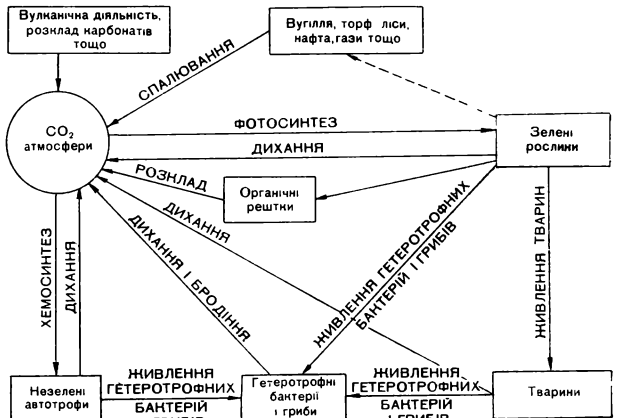 Вулканічна діяльність,
розклад карбонатів
тощо
Вугілля, торф ліси,
нафта, гази тощо
СПАЛЮВАННЯ
CO₂
атмосфери
ФОТОСИНТЕЗ
ДИХАННЯ
Зелені
рослини
РОЗКЛАД
Органічні
рештки
ДИХАННЯ
ДИХАННЯ І БРОДІННЯ
ЖИВЛЕННЯ ГЕТЕРОТРОФНИХ
БАКТЕРІЙ І ГРИБІВ
ЖИВЛЕННЯ ТВАРИН
ХЕМОСИНТЕЗ
ДИХАННЯ
Незелені
автотрофи
ЖИВЛЕННЯ
ГЕТЕРОТРОФНИХ
БАКТЕРІЙ
І ГРИБІВ
Гетеротрофні
бактерії
і гриби
ЖИВЛЕННЯ
ГЕТЕРОТРОФНИХ
БАКТЕРІЙ
І ГРИБІВ
Тварини